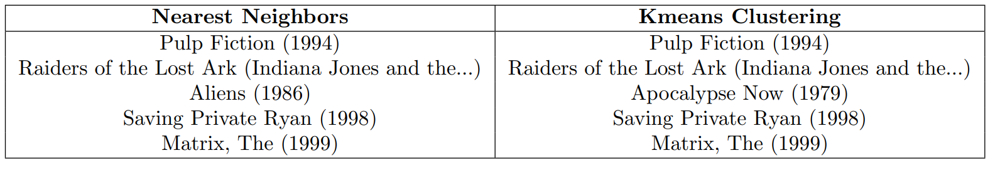 Nearest Neighbors Kmeans Clustering
Pulp Fiction (1994) Pulp Fiction (1994)
Raiders of the Lost Ark (Indiana Jones and the...) Raiders of the Lost Ark (Indiana Jones and the...)
Aliens (1986) Apocalypse Now (1979)
Saving Private Ryan (1998) Saving Private Ryan (1998)
Matrix, The (1999) Matrix, The (1999)